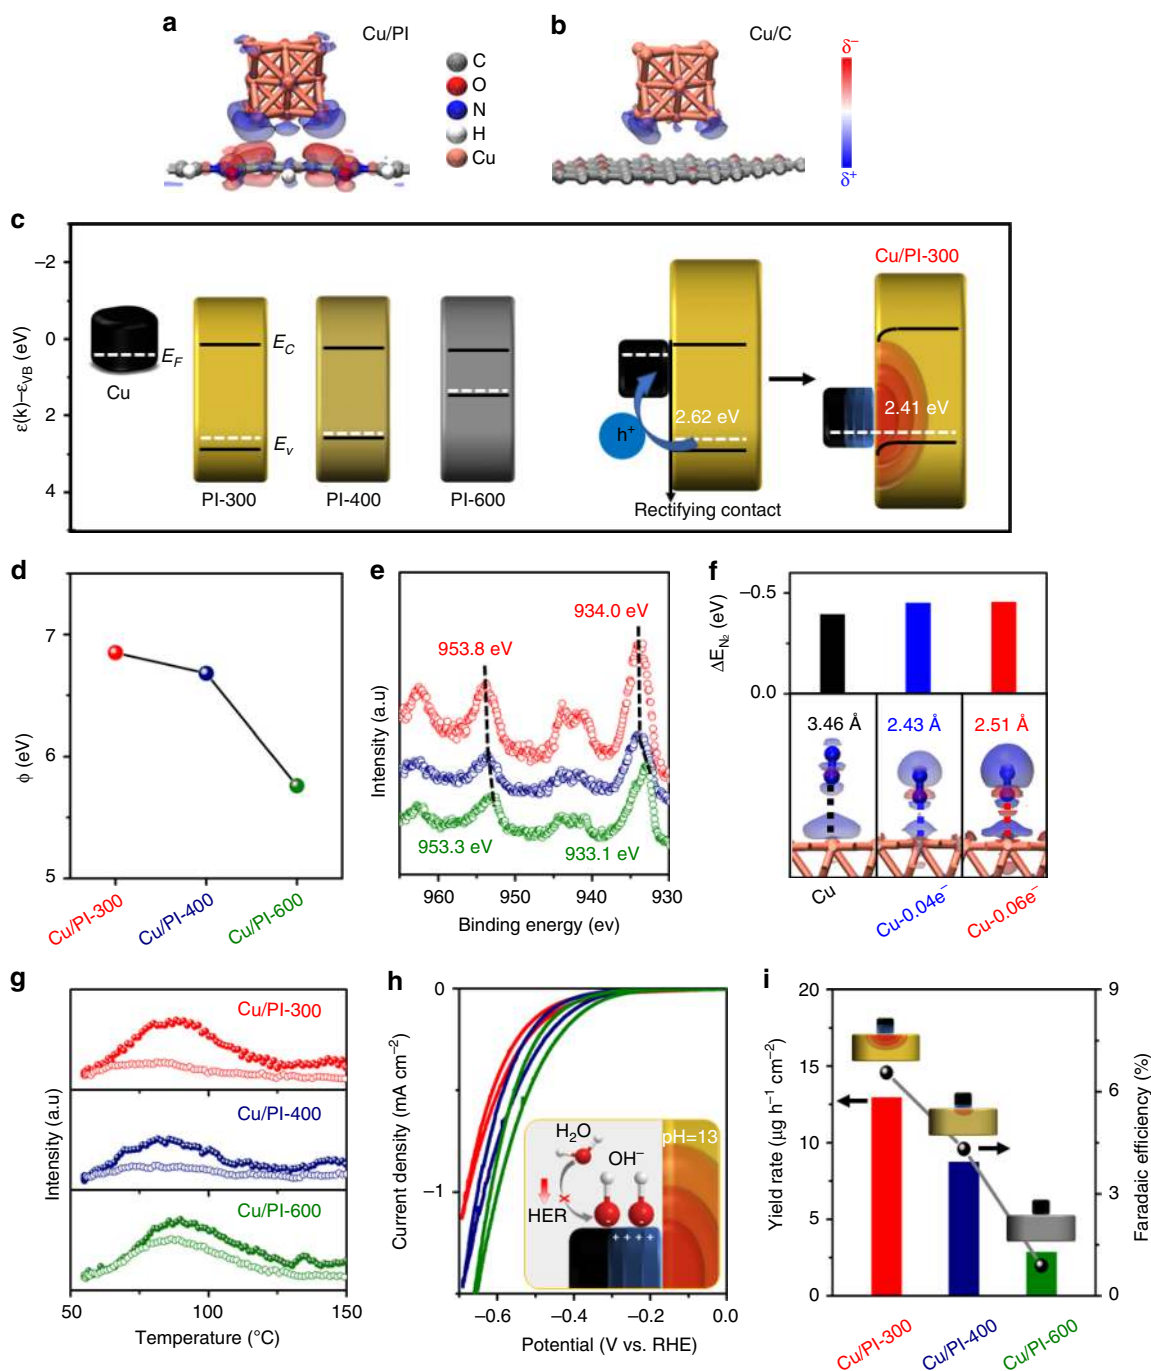 a
Cu/PI
C
O
N
H
Cu
b
Cu/C
δ⁻
δ⁺
c
ε(k)–ε_VB (eV)
−2
0
2
4
E_F
Cu
E_C
E_v
PI-300
PI-400
PI-600
h⁺
2.62 eV
Rectifying contact
Cu/PI-300
2.41 eV
d
ϕ (eV)
7
6
5
Cu/PI-300
Cu/PI-400
Cu/PI-600
e
Intensity (a.u)
934.0 eV
953.8 eV
953.3 eV
933.1 eV
960
950
940
930
Binding energy (ev)
f
ΔE_N₂ (eV)
−0.5
0.0
3.46 Å
2.43 Å
2.51 Å
Cu
Cu-0.04e⁻
Cu-0.06e⁻
g
Intensity (a.u)
Cu/PI-300
Cu/PI-400
Cu/PI-600
50
100
150
Temperature (°C)
h
Current density (mA cm⁻²)
0
−1
H₂O
OH⁻
pH=13
×
HER
++++
−0.6
−0.4
−0.2
0.0
Potential (V vs. RHE)
i
Yield rate (µg h⁻¹ cm⁻²)
20
15
10
5
0
9
6
3
0
Faradaic efficiency (%)
Cu/PI-300
Cu/PI-400
Cu/PI-600